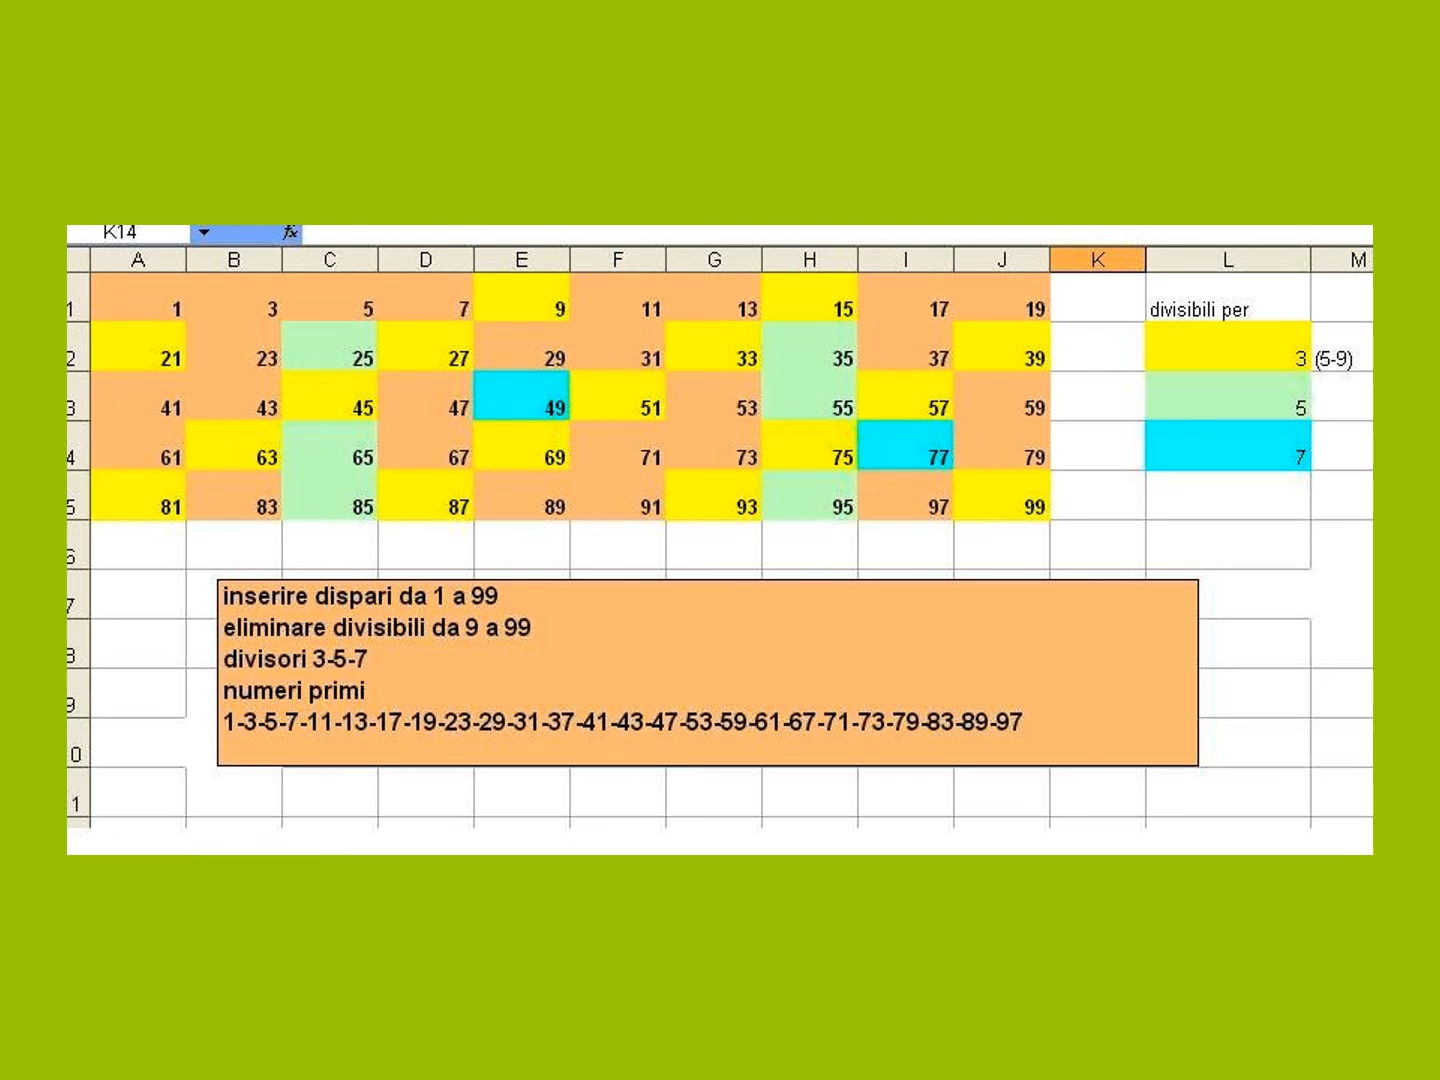 K14 fx
A B C D E F G H I J K L M
1 1 3 5 7 9 11 13 15 17 19 divisibili per
2 21 23 25 27 29 31 33 35 37 39 3 (5-9)
3 41 43 45 47 49 51 53 55 57 59 5
4 61 63 65 67 69 71 73 75 77 79 7
5 81 83 85 87 89 91 93 95 97 99
6
7
8
9
0
1
inserire dispari da 1 a 99
eliminare divisibili da 9 a 99
divisori 3-5-7
numeri primi
1-3-5-7-11-13-17-19-23-29-31-37-41-43-47-53-59-61-67-71-73-79-83-89-97